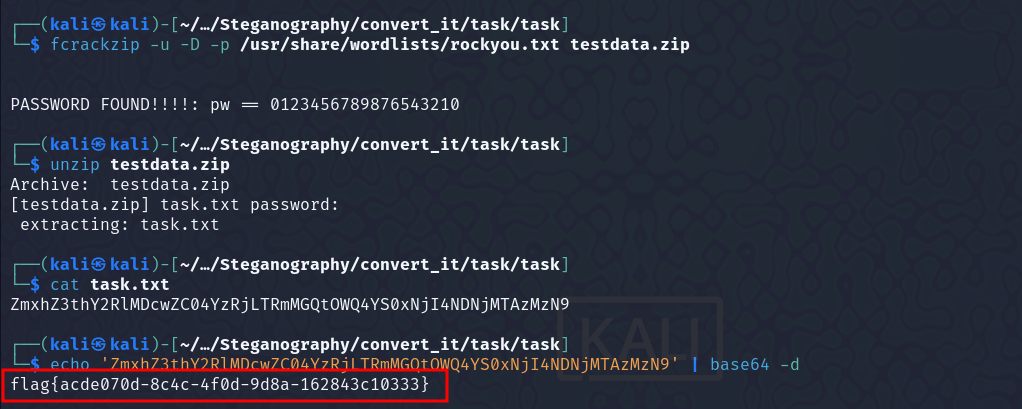 ┌──(kali㉿kali)-[~/…/Steganography/convert_it/task/task]
└─$ fcrackzip -u -D -p /usr/share/wordlists/rockyou.txt testdata.zip
PASSWORD FOUND!!!!: pw == 0123456789876543210
┌──(kali㉿kali)-[~/…/Steganography/convert_it/task/task]
└─$ unzip testdata.zip
Archive:  testdata.zip
[testdata.zip] task.txt password:
 extracting: task.txt
┌──(kali㉿kali)-[~/…/Steganography/convert_it/task/task]
└─$ cat task.txt
ZmxhZ3thY2RlMDcwZC04YzRjLTRmMGQtOWQ4YS0xNjI4NDNjMTAzMzN9
┌──(kali㉿kali)-[~/…/Steganography/convert_it/task/task]
└─$ echo 'ZmxhZ3thY2RlMDcwZC04YzRjLTRmMGQtOWQ4YS0xNjI4NDNjMTAzMzN9' | base64 -d
flag{acde070d-8c4c-4f0d-9d8a-162843c10333}
KALI